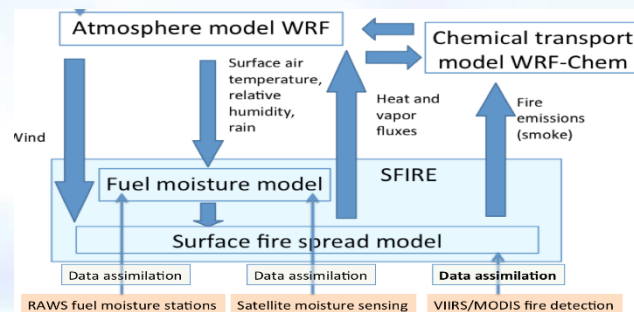 Atmosphere model WRF
Chemical transport
model WRF-Chem
Surface air
temperature,
relative
humidity,
rain
Heat and
vapor
fluxes
Fire
emissions
(smoke)
Wind
SFIRE
Fuel moisture model
Surface fire spread model
Data assimilation
Data assimilation
Data assimilation
RAWS fuel moisture stations
Satellite moisture sensing
VIIRS/MODIS fire detection